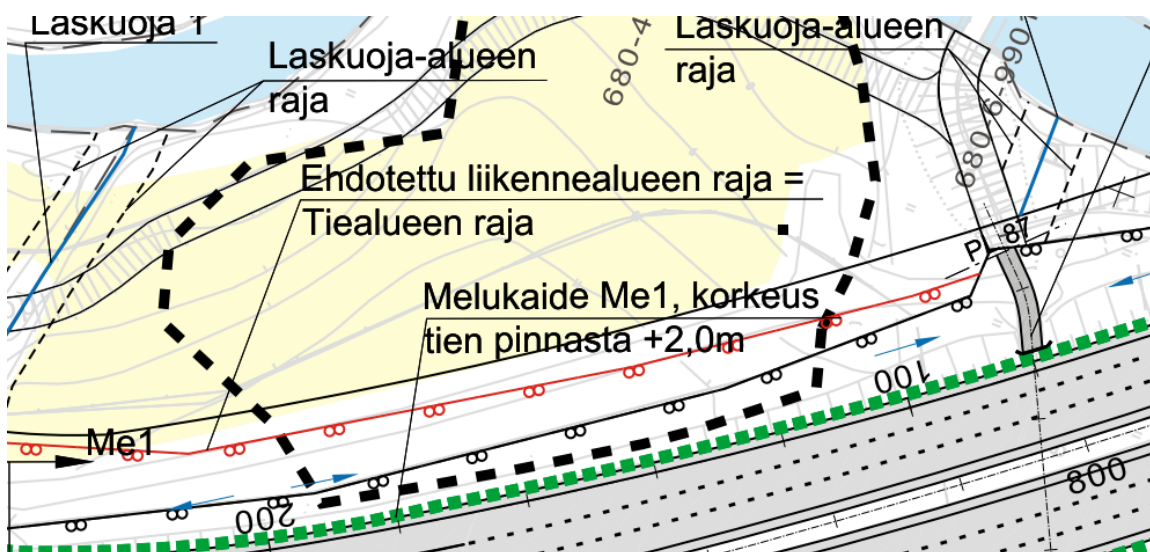 Laskuoja 1
Laskuoja-alueen
raja
Laskuoja-alueen
raja
680-4
680-6-990
Ehdotettu liikennealueen raja =
Tiealueen raja
P
87
Melukaide Me1, korkeus
tien pinnasta +2,0m
100
Me1
200
800